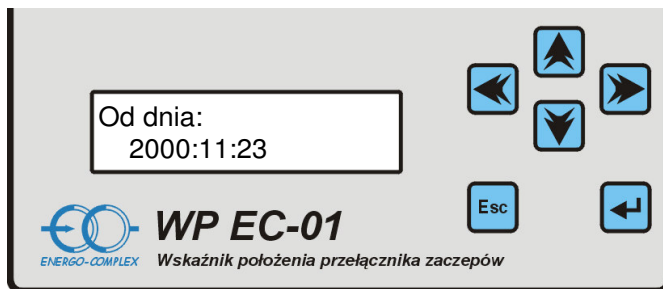 Od dnia:
2000:11:23
Esc
WP EC-01
ENERGO-COMPLEX
Wskaźnik położenia przełącznika zaczepów